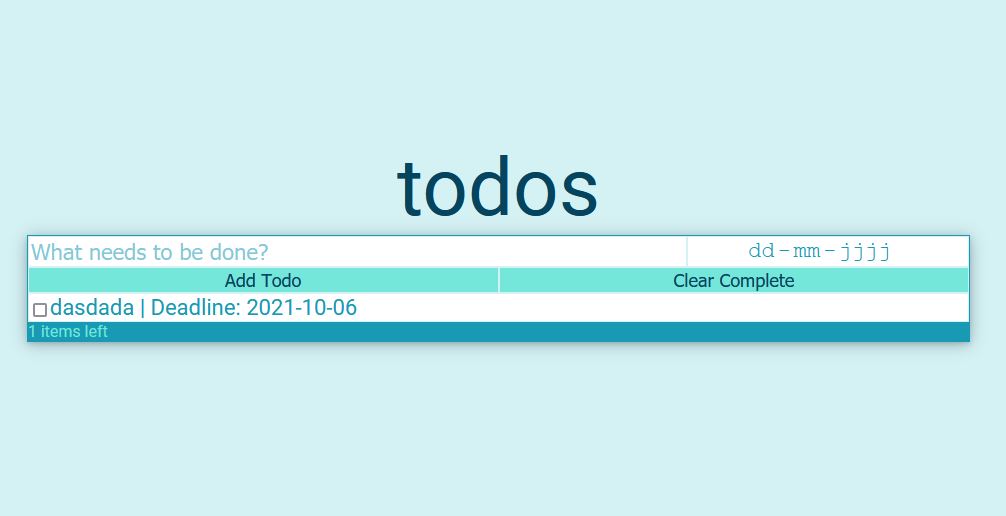 todos
What needs to be done? dd-mm-jjjj
Add Todo Clear Complete
dasdada | Deadline: 2021-10-06
1 items left